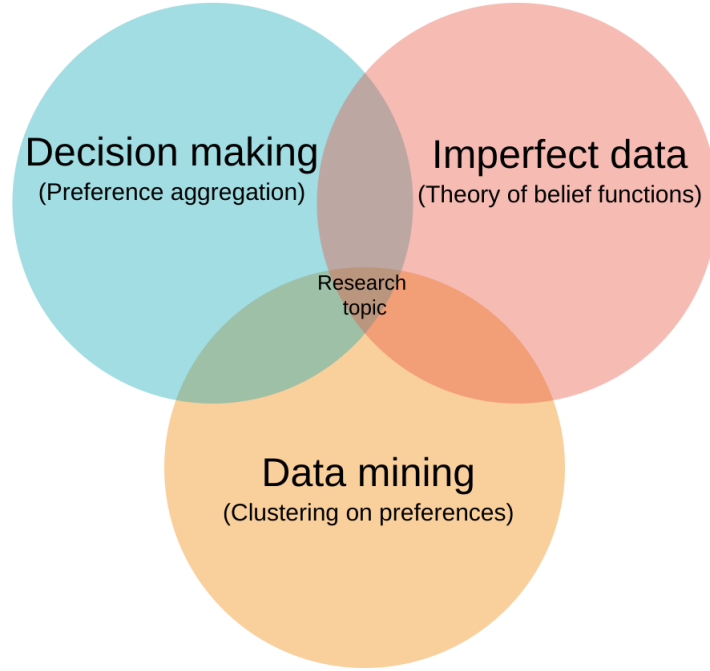 Decision making
(Preference aggregation)
Imperfect data
(Theory of belief functions)
Research
topic
Data mining
(Clustering on preferences)